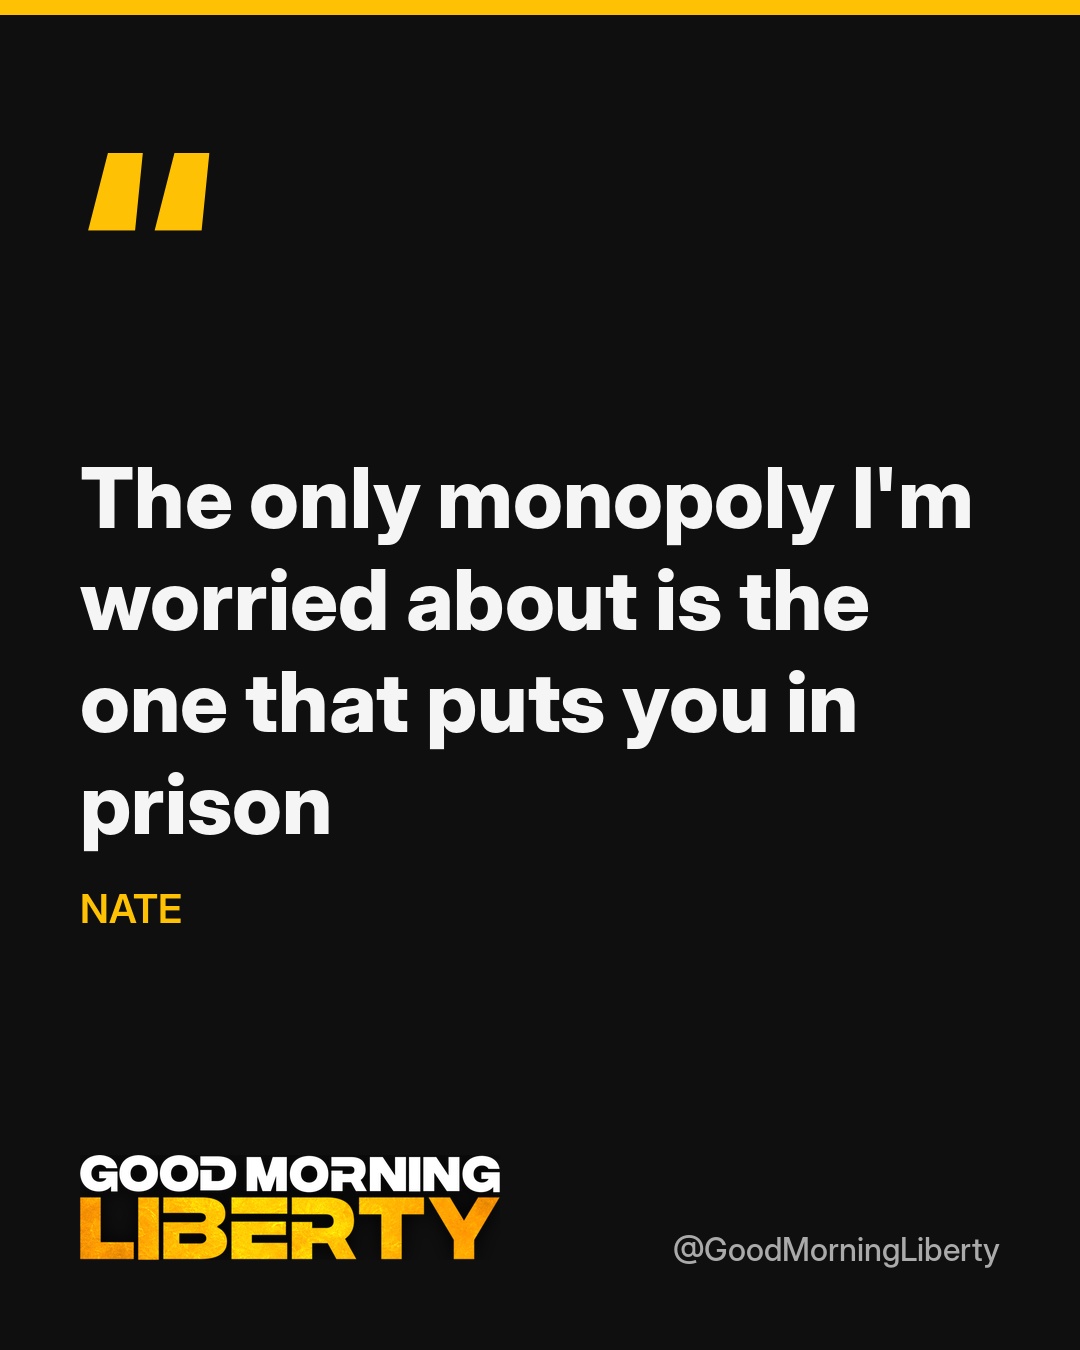 "
The only monopoly I'm
worried about is the
one that puts you in
prison
NATE
GOOD MORNING
LIBERTY
@GoodMorningLiberty